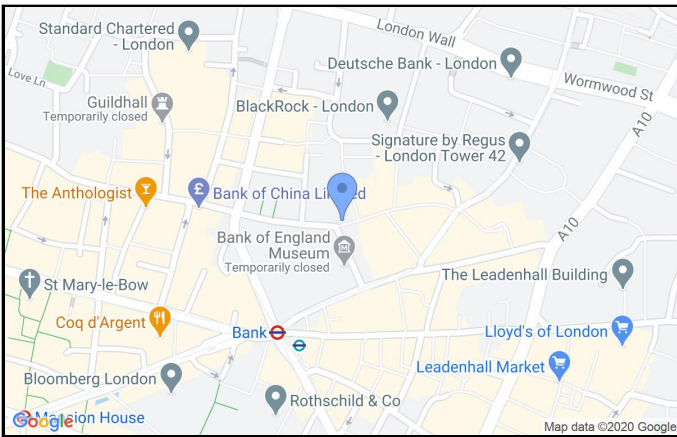 Standard Chartered
- London
London Wall
Deutsche Bank - London
Love Ln
Wormwood St
Guildhall
Temporarily closed
BlackRock - London
A10
Signature by Regus
- London Tower 42
The Anthologist
£
Bank of China Limited
Bank of England
Museum
Temporarily closed
A10
St Mary-le-Bow
The Leadenhall Building
Coq d'Argent
Bank
Lloyd's of London
Leadenhall Market
Bloomberg London
Rothschild & Co
Google
Mansion House
Map data ©2020 Google